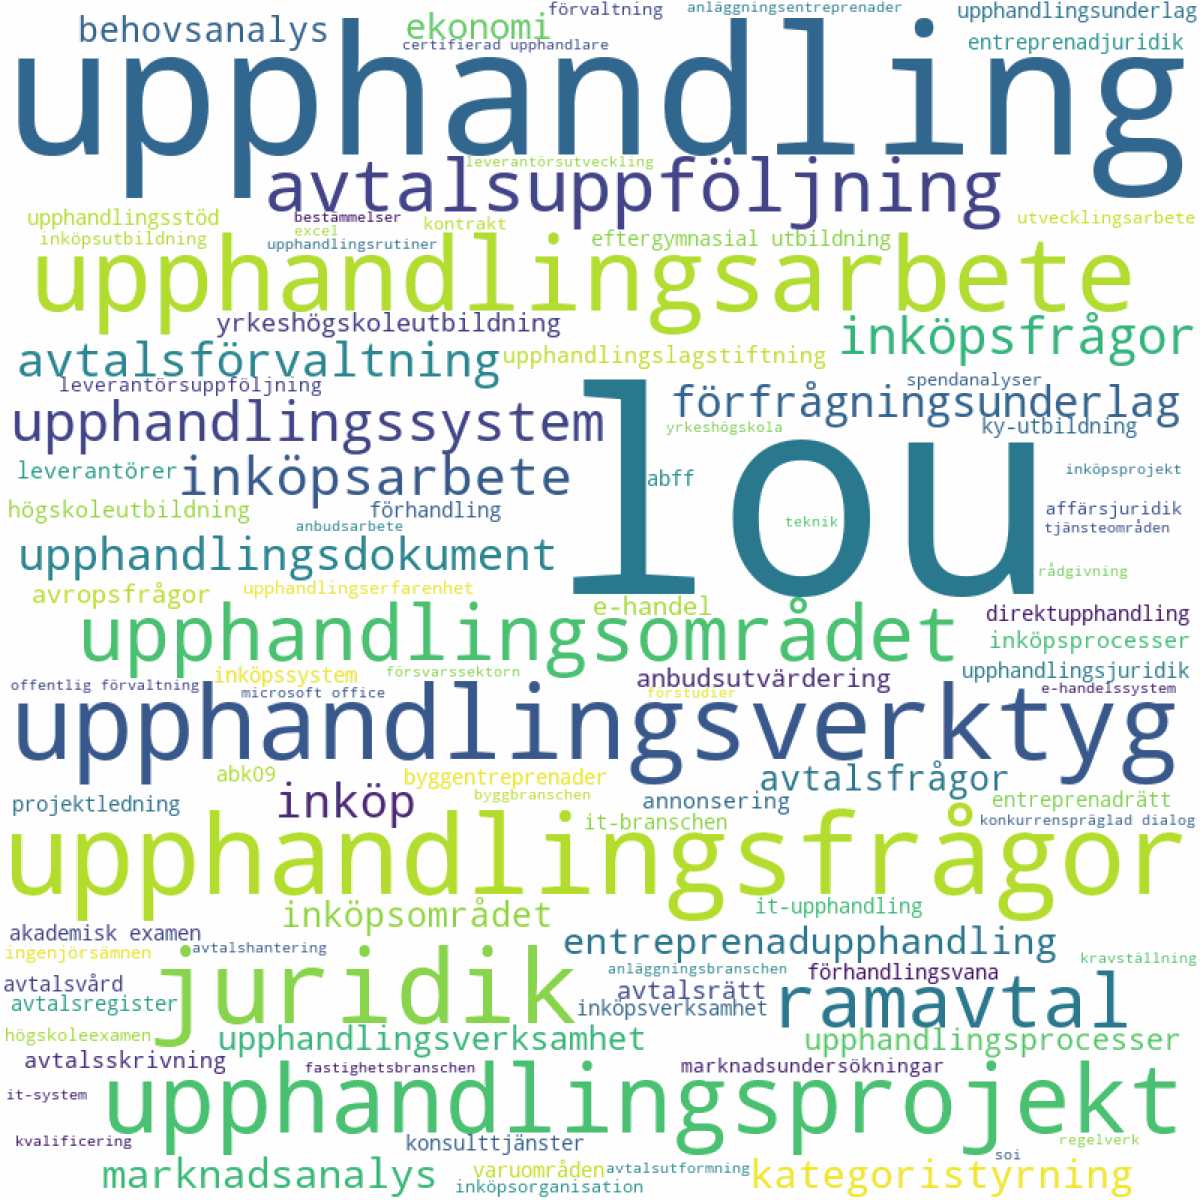 förvaltning
anläggningsentreprenader
upphandlingsunderlag
behovsanalys
ekonomi
certifierad upphandlare
entreprenadjuridik
upphandling
leverantörsutveckling
avtalsuppföljning
upphandlingsstöd
bestämmelser
kontrakt
utvecklingsarbete
excel
inköpsutbildning
upphandlingsrutiner
eftergymnasial utbildning
upphandlingsarbete
yrkeshögskoleutbildning
inköpsfrågor
avtalsförvaltning
upphandlingslagstiftning
leverantörsuppföljning
spendanalyser
förfrågningsunderlag
upphandlingssystem
yrkeshögskola
ky-utbildning
lou
leverantörer
inköpsarbete
abff
inköpsprojekt
högskoleutbildning
förhandling
affärsjuridik
anbudsarbete
teknik
tjänsteområden
upphandlingsdokument
rådgivning
avropsfrågor
upphandlingserfarenhet
e-handel
direktupphandling
upphandlingsområdet
inköpsprocesser
inköpssystem
försvarssektorn
anbudsutvärdering
upphandlingsjuridik
offentlig förvaltning
microsoft office
förstudier
e-handelssystem
upphandlingsverktyg
abk09
byggentreprenader
avtalsfrågor
projektledning
inköp
byggbranschen
annonsering
entreprenadrätt
it-branschen
konkurrenspräglad dialog
upphandlingsfrågor
inköpsområdet
it-upphandling
akademisk examen
avtalshantering
entreprenadupphandling
ingenjörsämnen
kravställning
juridik
anläggningsbranschen
förhandlingsvana
avtalsvård
avtalsrätt
ramavtal
avtalsregister
inköpsverksamhet
högskoleexamen
upphandlingsverksamhet
upphandlingsprocesser
avtalsskrivning
fastighetsbranschen
marknadsundersökningar
it-system
upphandlingsprojekt
kvalificering
konsulttjänster
regelverk
soi
marknadsanalys
varuområden
avtalsutformning
kategoristyrning
inköpsorganisation